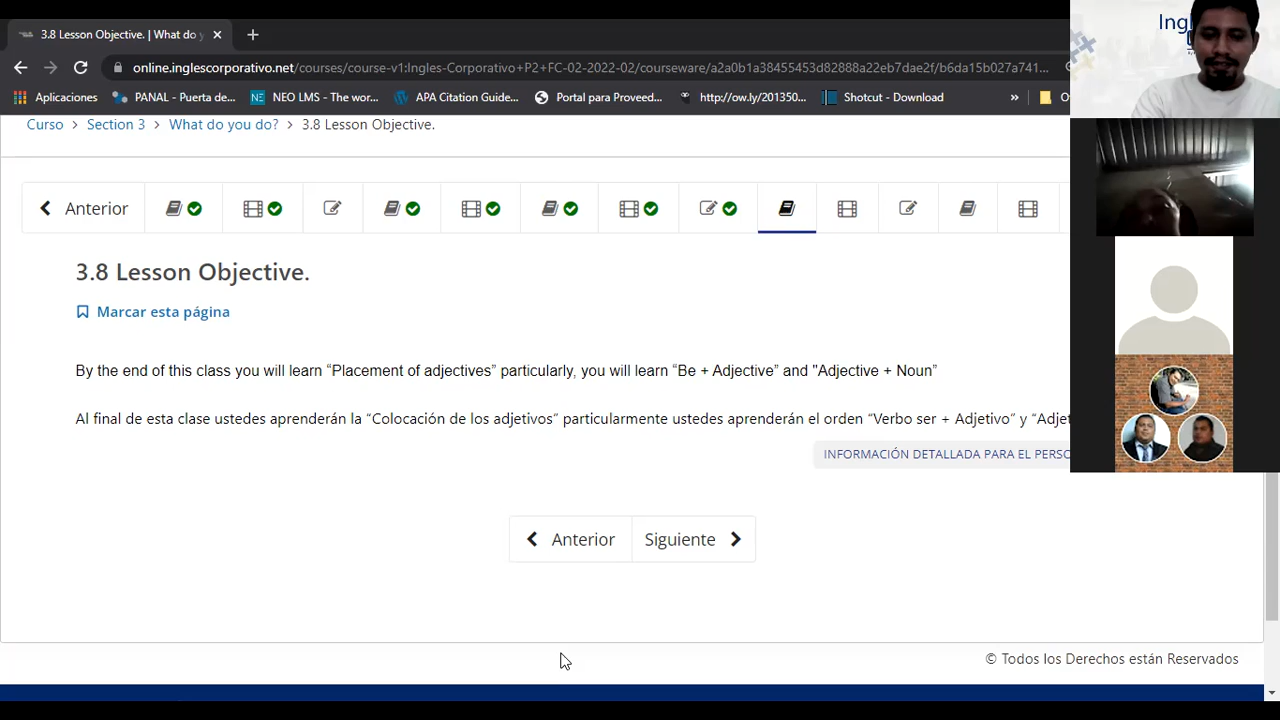 3.8 Lesson Objective. | What do y
online.inglescorporativo.net/courses/course-v1:Ingles-Corporativo+P2+FC-02-2022-02/courseware/a2a0b1a38455453d82888a22eb7dae2f/b6da15b027a741...
Aplicaciones PANAL - Puerta de... NEO LMS - The wor... APA Citation Guide... Portal para Proveed... http://ow.ly/201350... Shotcut - Download »
Ingl
Curso > Section 3 > What do you do? > 3.8 Lesson Objective.
Anterior
3.8 Lesson Objective.
Marcar esta página
By the end of this class you will learn “Placement of adjectives” particularly, you will learn “Be + Adjective” and "Adjective + Noun”
Al final de esta clase ustedes aprenderán la “Colocación de los adjetivos” particularmente ustedes aprenderán el orden “Verbo ser + Adjetivo” y “Adjet
INFORMACIÓN DETALLADA PARA EL PERSO
Anterior Siguiente
© Todos los Derechos están Reservados